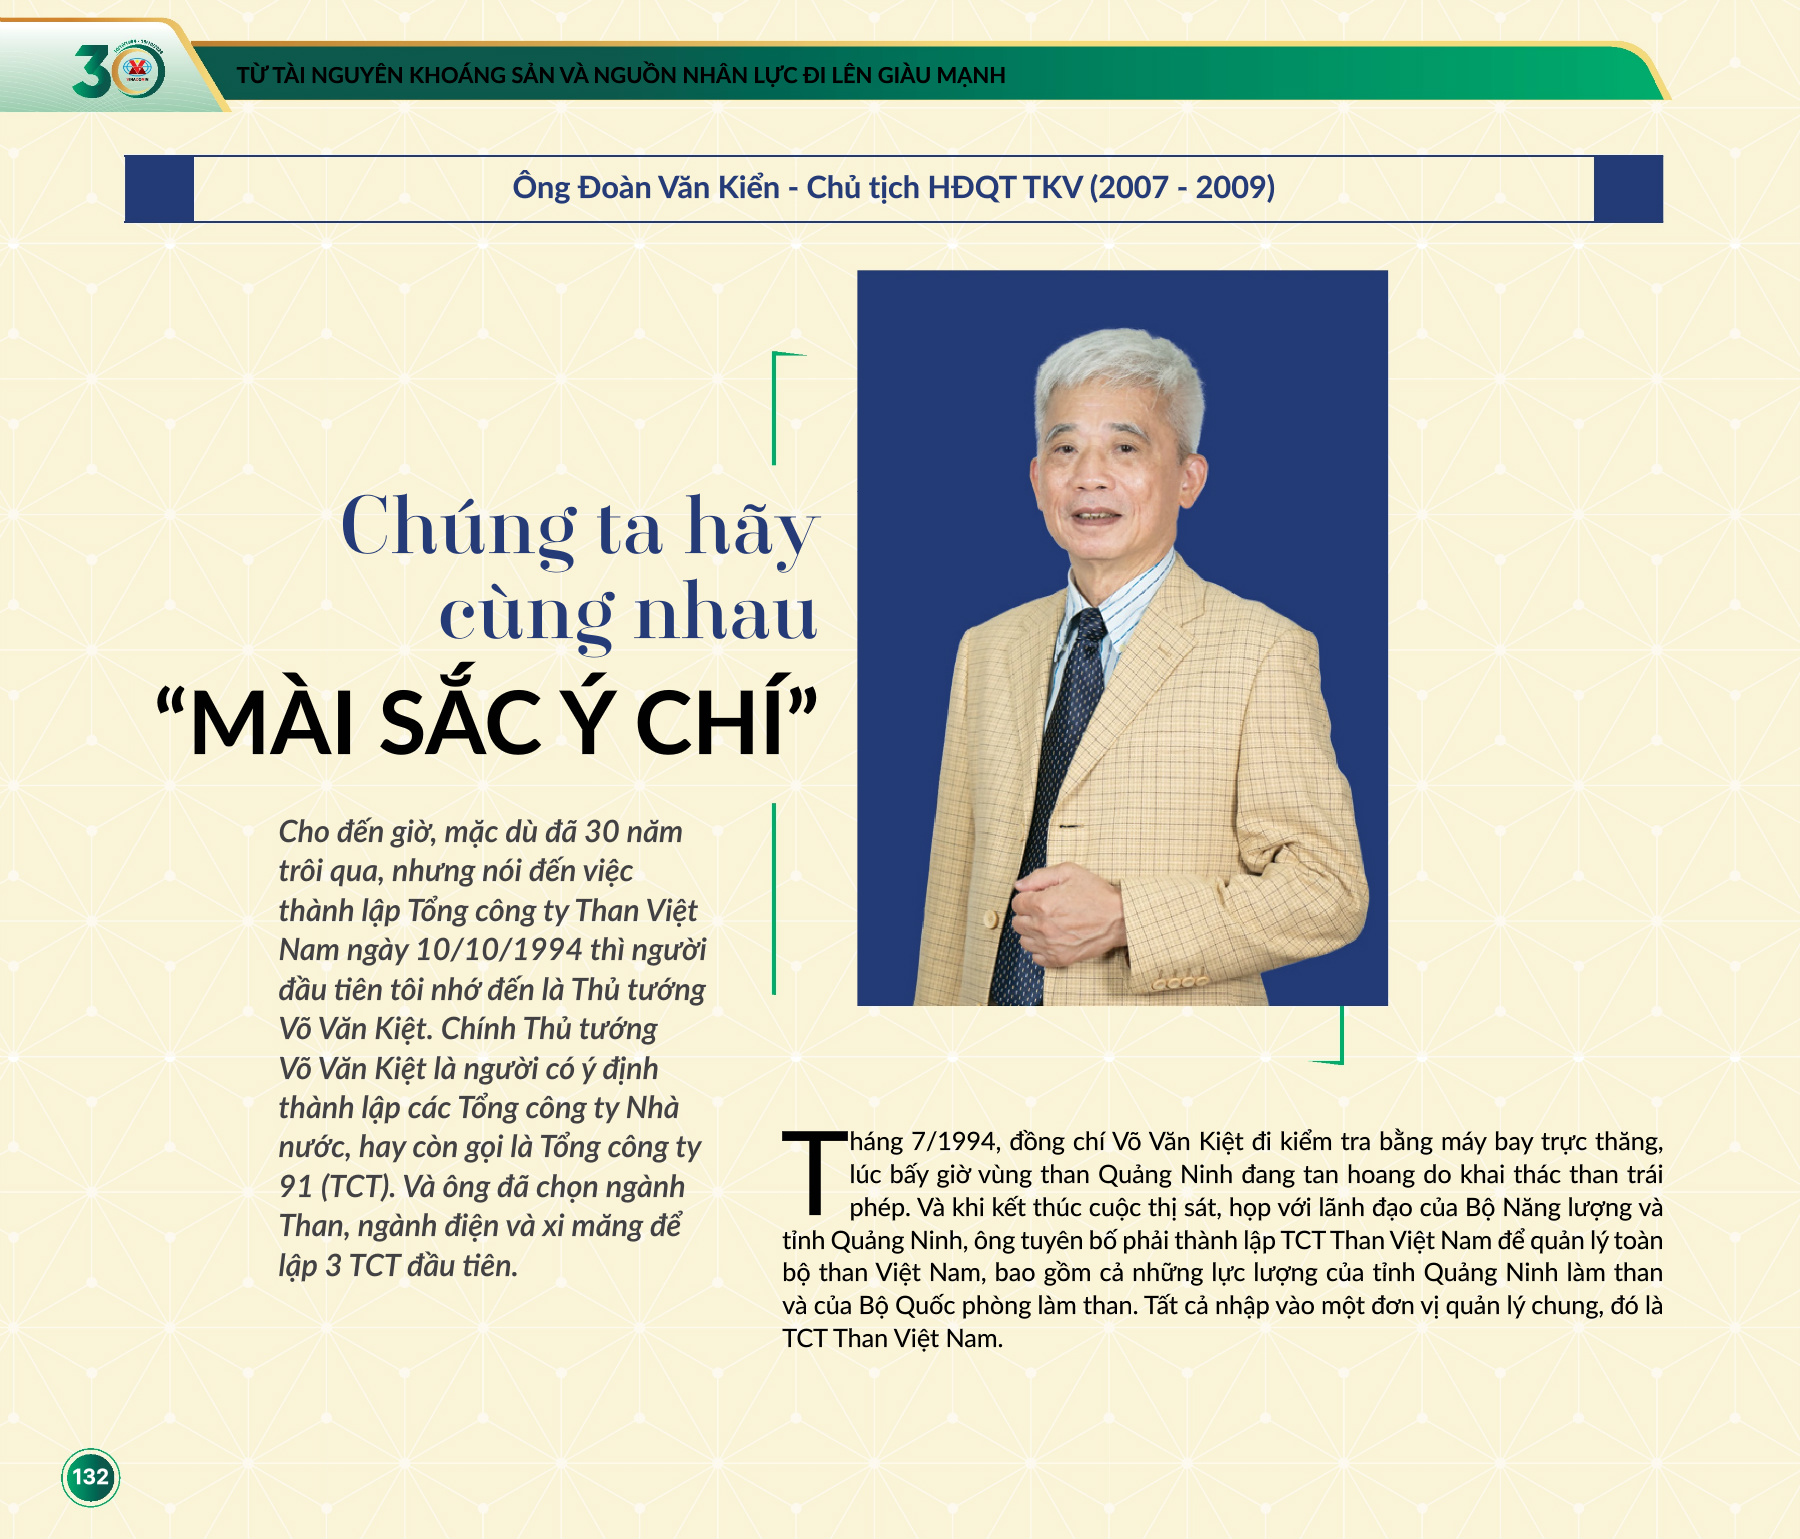 30
TỪ TÀI NGUYÊN KHOÁNG SẢN VÀ NGUỒN NHÂN LỰC ĐI LÊN GIÀU MẠNH
Ông Đoàn Văn Kiển - Chủ tịch HĐQT TKV (2007 - 2009)
Chúng ta hãy
cùng nhau
“MÀI SẮC Ý CHÍ”
Cho đến giờ, mặc dù đã 30 năm
trôi qua, nhưng nói đến việc
thành lập Tổng công ty Than Việt
Nam ngày 10/10/1994 thì người
đầu tiên tôi nhớ đến là Thủ tướng
Võ Văn Kiệt. Chính Thủ tướng
Võ Văn Kiệt là người có ý định
thành lập các Tổng công ty Nhà
nước, hay còn gọi là Tổng công ty
91 (TCT). Và ông đã chọn ngành
Than, ngành điện và xi măng để
lập 3 TCT đầu tiên.
Tháng 7/1994, đồng chí Võ Văn Kiệt đi kiểm tra bằng máy bay trực thăng,
lúc bấy giờ vùng than Quảng Ninh đang tan hoang do khai thác than trái
phép. Và khi kết thúc cuộc thị sát, họp với lãnh đạo của Bộ Năng lượng và
tỉnh Quảng Ninh, ông tuyên bố phải thành lập TCT Than Việt Nam để quản lý toàn
bộ than Việt Nam, bao gồm cả những lực lượng của tỉnh Quảng Ninh làm than
và của Bộ Quốc phòng làm than. Tất cả nhập vào một đơn vị quản lý chung, đó là
TCT Than Việt Nam.
132